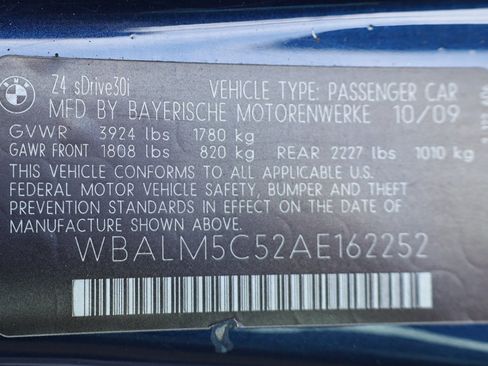 BMW
Z4 sDrive30i VEHICLE TYPE: PASSENGER CAR
MFD BY BAYERISCHE MOTORENWERKE 10/09
GVWR 3924 lbs 1780 kg
GAWR FRONT 1808 lbs 820 kg REAR 2227 lbs 1010 kg
THIS VEHICLE CONFORMS TO ALL APPLICABLE U.S.
FEDERAL MOTOR VEHICLE SAFETY, BUMPER AND THEFT
PREVENTION STANDARDS IN EFFECT ON THE DATE OF
MANUFACTURE SHOWN ABOVE.
WBALM5C52AE162252